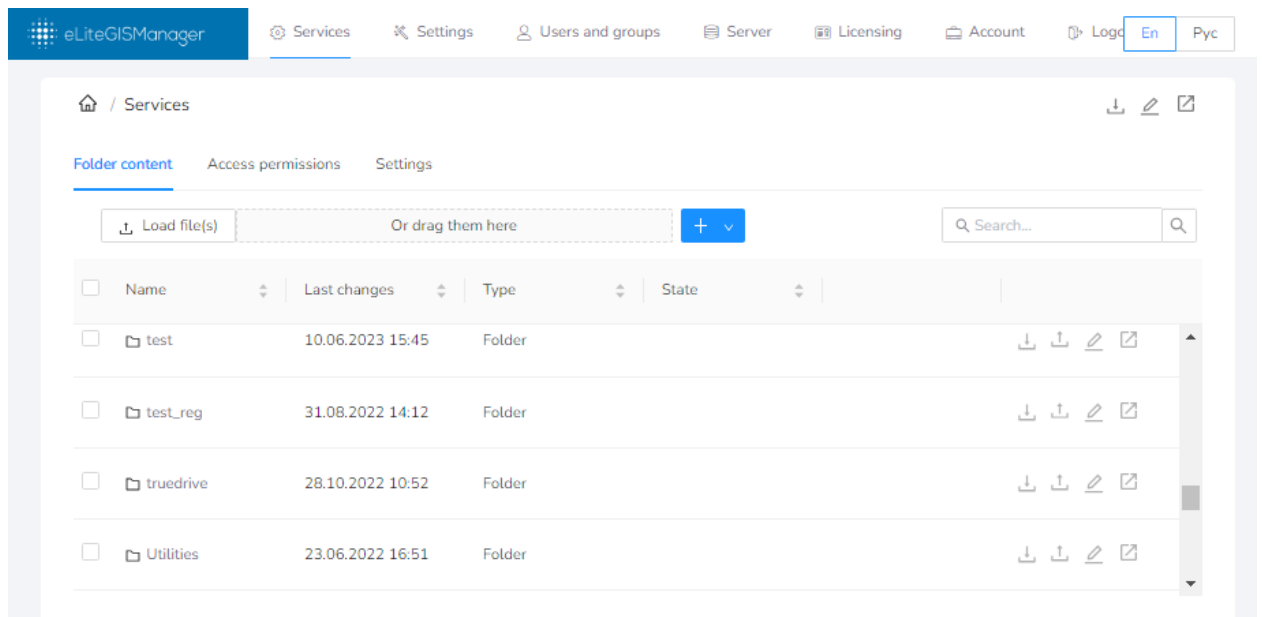 eLiteGISManager Services Settings Users and groups Server Licensing Account En Рус
/ Services
Folder content Access permissions Settings
Load file(s) Or drag them here + Search...
Name Last changes Type State
test 10.06.2023 15:45 Folder
test_reg 31.08.2022 14:12 Folder
truedrive 28.10.2022 10:52 Folder
Utilities 23.06.2022 16:51 Folder